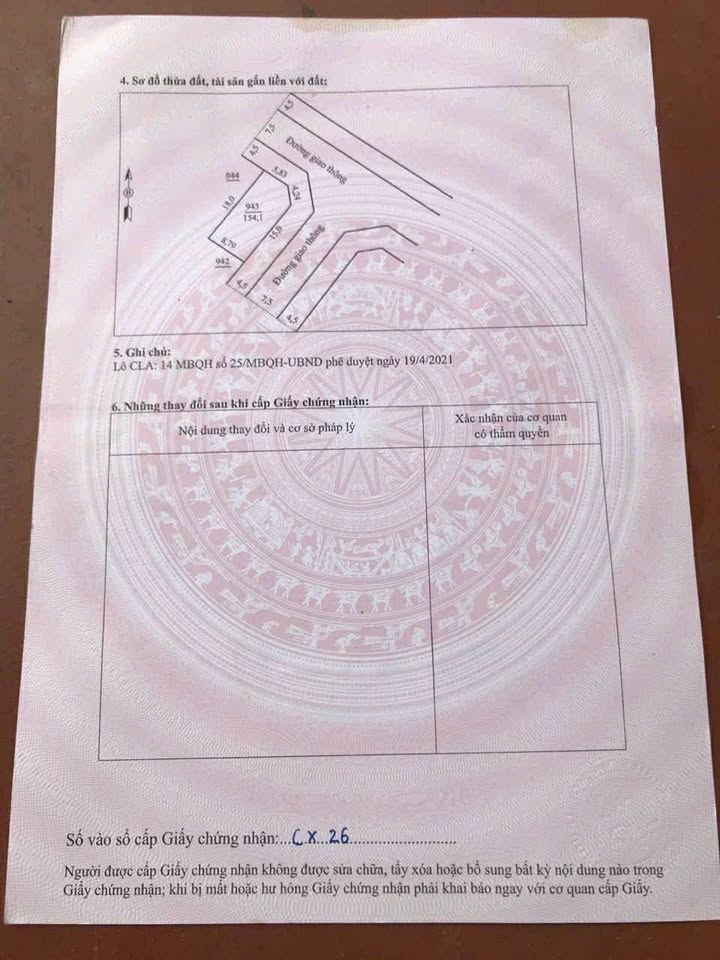 4. Sơ đồ thửa đất, tài sản gắn liền với đất:
4,5
7,5
4,5
Đường giao thông
944
5,83
4,24
18,0
943
154,1
15,0
8,79
942
Đường giao thông
4,5
7,5
4,5
5. Ghi chú:
Lô CLA: 14 MBQH số 25/MBQH-UBND phê duyệt ngày 19/4/2021
6. Những thay đổi sau khi cấp Giấy chứng nhận:
Nội dung thay đổi và cơ sở pháp lý
Xác nhận của cơ quan
có thẩm quyền
Số vào sổ cấp Giấy chứng nhận:...CX...26...........................
Người được cấp Giấy chứng nhận không được sửa chữa, tẩy xóa hoặc bổ sung bất kỳ nội dung nào trong
Giấy chứng nhận; khi bị mất hoặc hư hỏng Giấy chứng nhận phải khai báo ngay với cơ quan cấp Giấy.